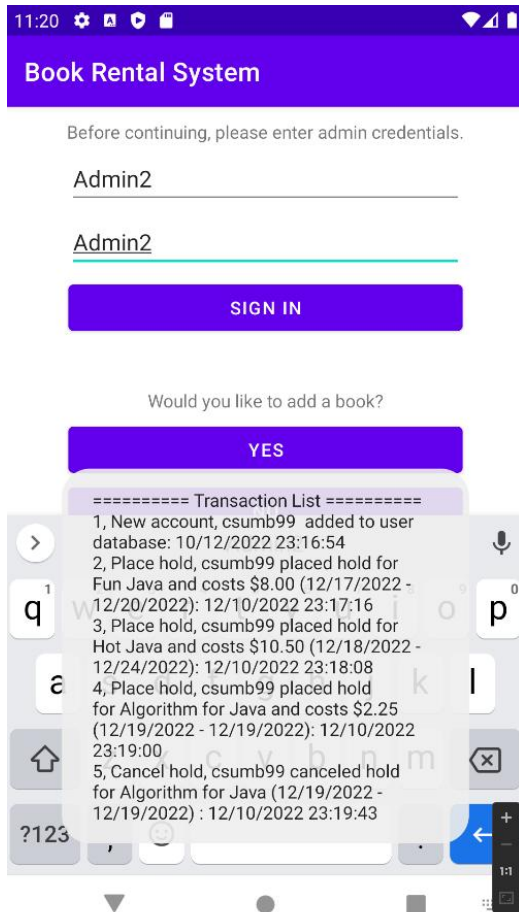 11:20
Book Rental System
Before continuing, please enter admin credentials.
Admin2
Admin2
SIGN IN
Would you like to add a book?
YES
========== Transaction List ==========
1, New account, csumb99  added to user
database: 10/12/2022 23:16:54
2, Place hold, csumb99 placed hold for
Fun Java and costs $8.00 (12/17/2022 -
12/20/2022): 12/10/2022 23:17:16
3, Place hold, csumb99 placed hold for
Hot Java and costs $10.50 (12/18/2022 -
12/24/2022): 12/10/2022 23:18:08
4, Place hold, csumb99 placed hold
for Algorithm for Java and costs $2.25
(12/19/2022 - 12/19/2022): 12/10/2022
23:19:00
5, Cancel hold, csumb99 canceled hold
for Algorithm for Java (12/19/2022 -
12/19/2022) : 12/10/2022 23:19:43
q 1 w o 9 p 0
a k l
z x c v b n m
?123 , .
1:1